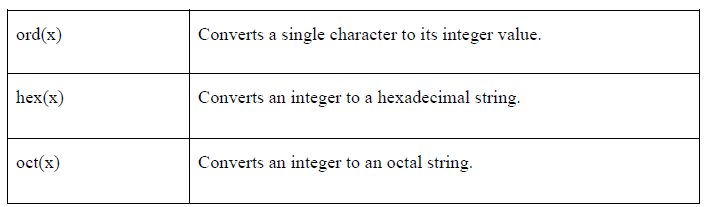 ord(x) Converts a single character to its integer value.
hex(x) Converts an integer to a hexadecimal string.
oct(x) Converts an integer to an octal string.